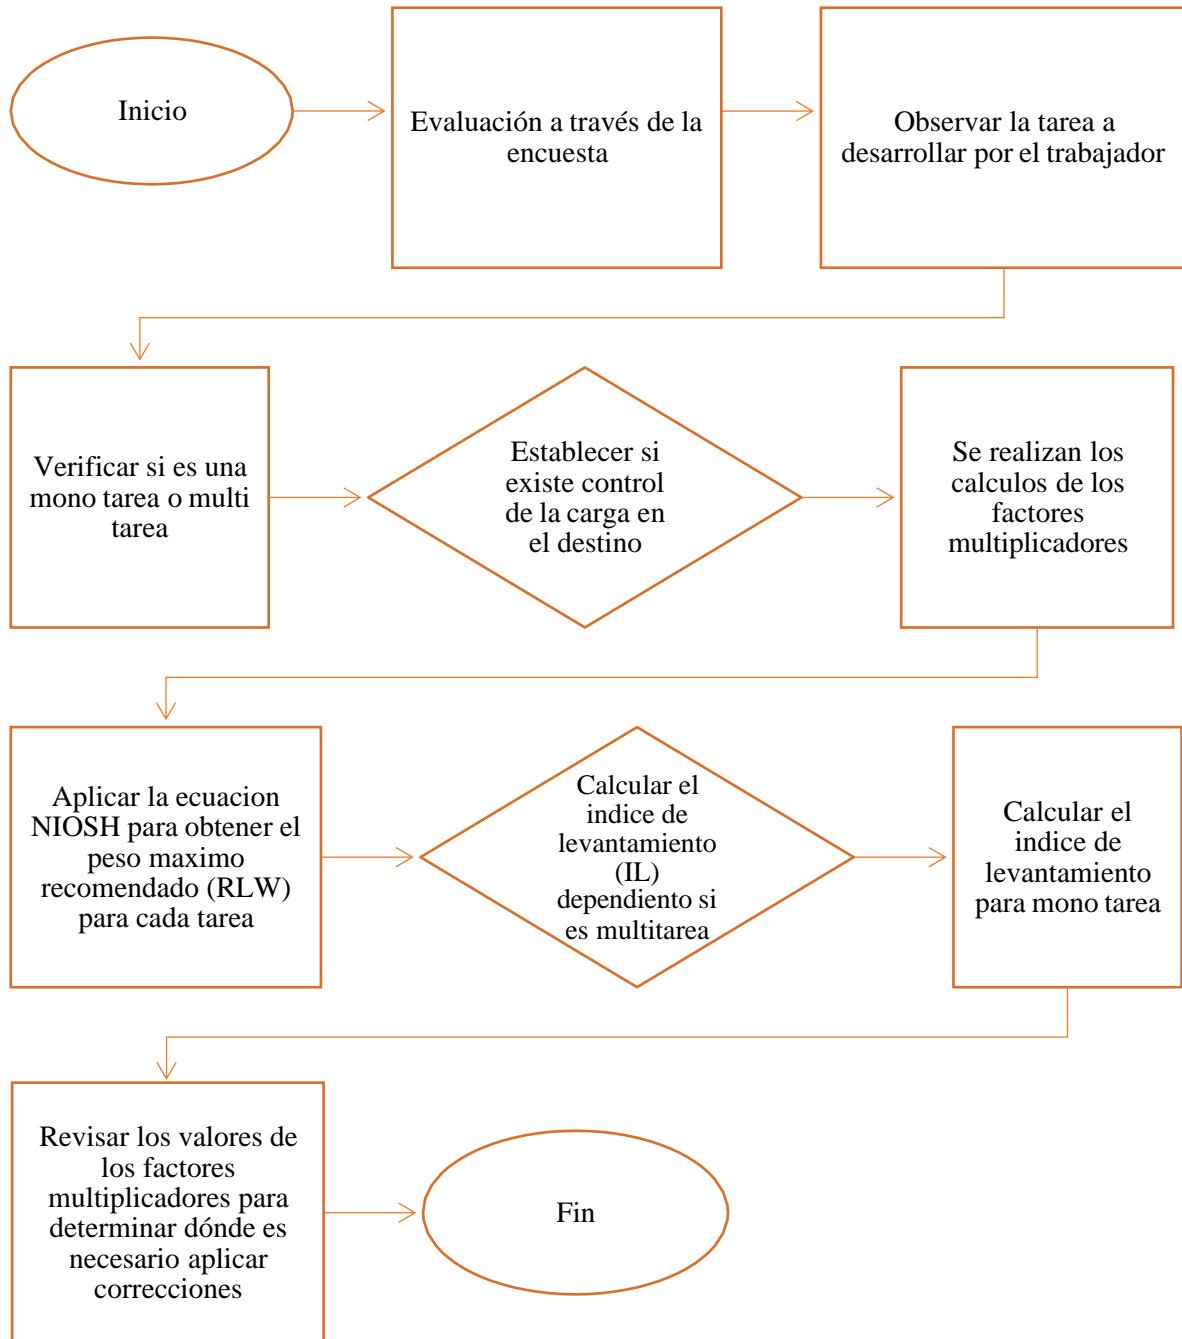 Inicio
Evaluación a través de la
encuesta
Observar la tarea a
desarrollar por el trabajador
Verificar si es una
mono tarea o multi
tarea
Establecer si
existe control
de la carga en
el destino
Se realizan los
calculos de los
factores
multiplicadores
Aplicar la ecuacion
NIOSH para obtener el
peso maximo
recomendado (RLW)
para cada tarea
Calcular el
indice de
levantamiento
(IL)
dependiento si
es multitarea
Calcular el
indice de
levantamiento
para mono tarea
Revisar los valores de
los factores
multiplicadores para
determinar dónde es
necesario aplicar
correcciones
Fin